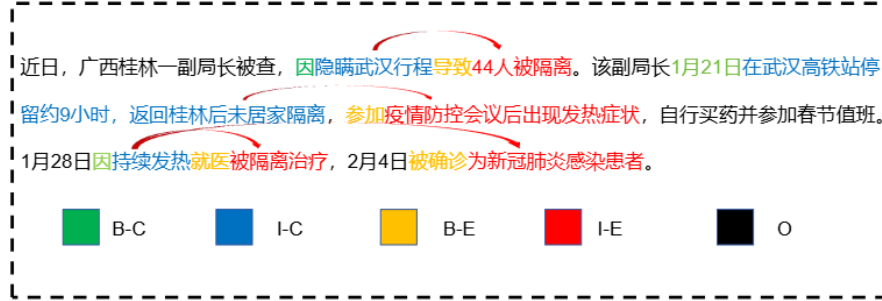 近日，广西桂林一副局长被查，因隐瞒武汉行程导致44人被隔离。该副局长1月21日在武汉高铁站停
留约9小时，返回桂林后未居家隔离，参加疫情防控会议后出现发热症状，自行买药并参加春节值班。
1月28日因持续发热就医被隔离治疗，2月4日被确诊为新冠肺炎感染患者。
B-C I-C B-E I-E O